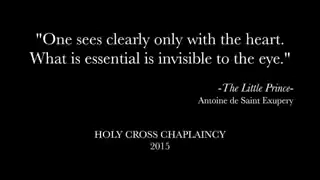 "One sees clearly only with the heart.
What is essential is invisible to the eye."
-The Little Prince-
Antoine de Saint Exupery
HOLY CROSS CHAPLAINCY
2015